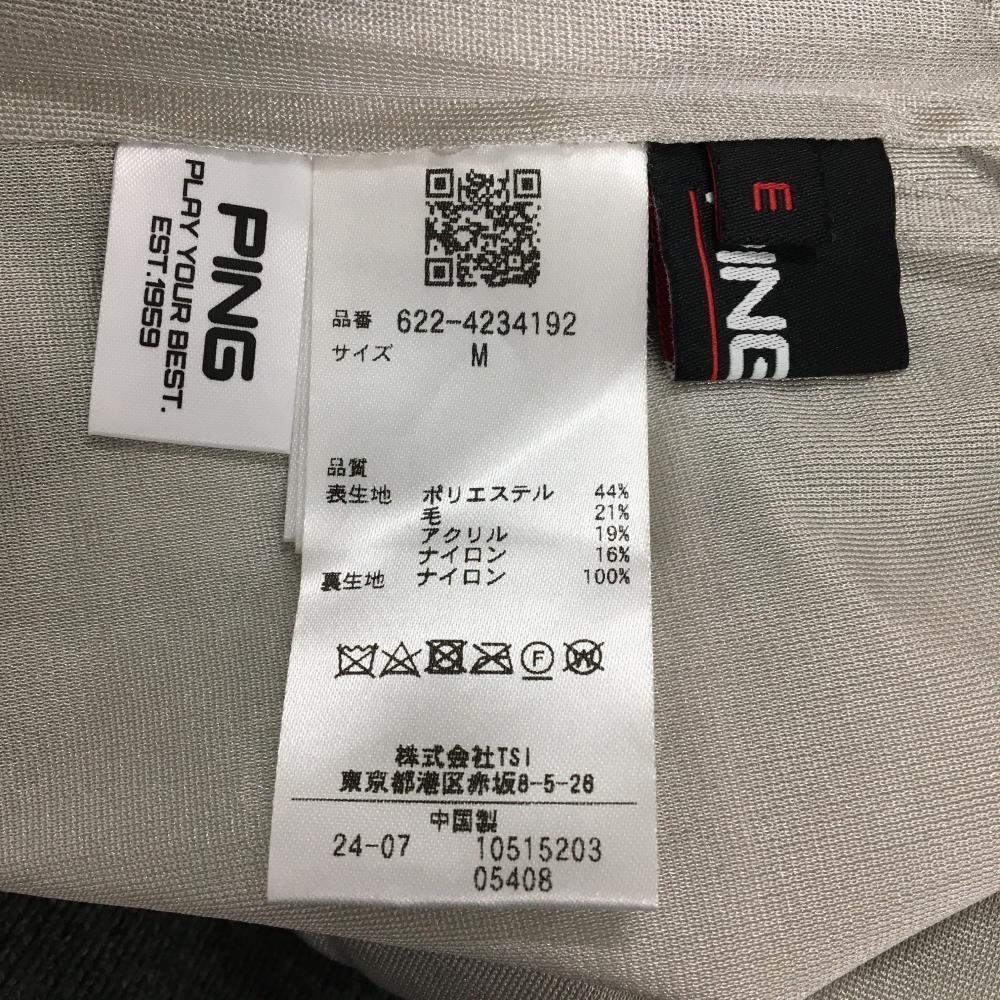 PING
PLAY YOUR BEST.
EST.1959
品番 622-4234192
サイズ M
品質
表生地 ポリエステル 44%
毛 21%
アクリル 19%
ナイロン 16%
裏生地 ナイロン 100%
F
W
株式会社TSI
東京都港区赤坂8-5-26
中国製
24-07 10515203
05408
M
PING